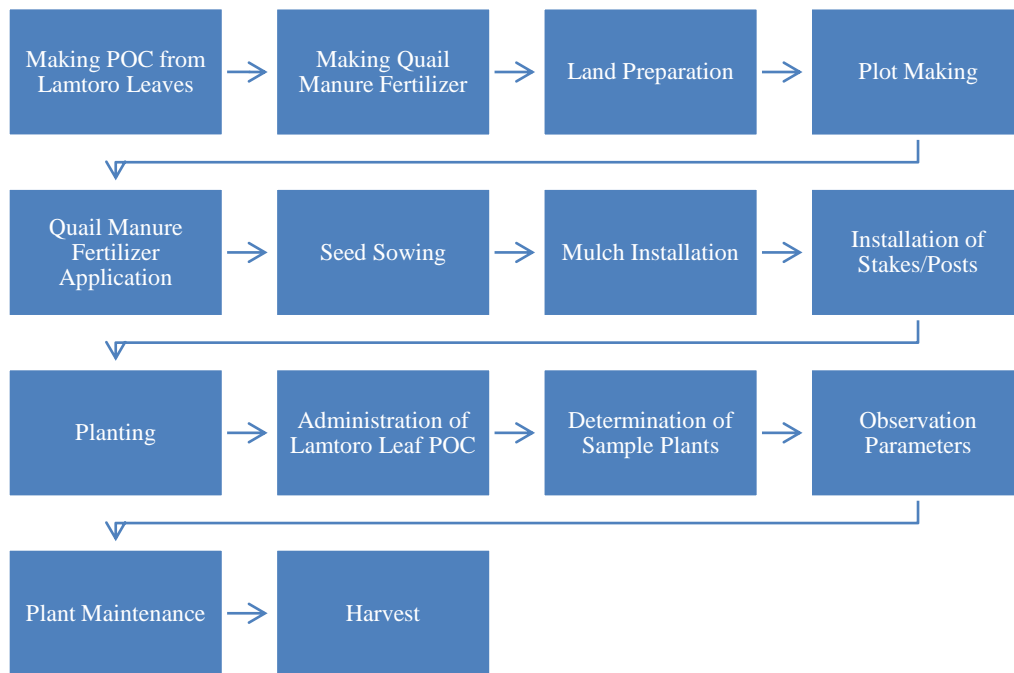 Making POC from
Lamtoro Leaves
Making Quail
Manure Fertilizer
Land Preparation
Plot Making
Quail Manure
Fertilizer
Application
Seed Sowing
Mulch Installation
Installation of
Stakes/Posts
Planting
Administration of
Lamtoro Leaf POC
Determination of
Sample Plants
Observation
Parameters
Plant Maintenance
Harvest